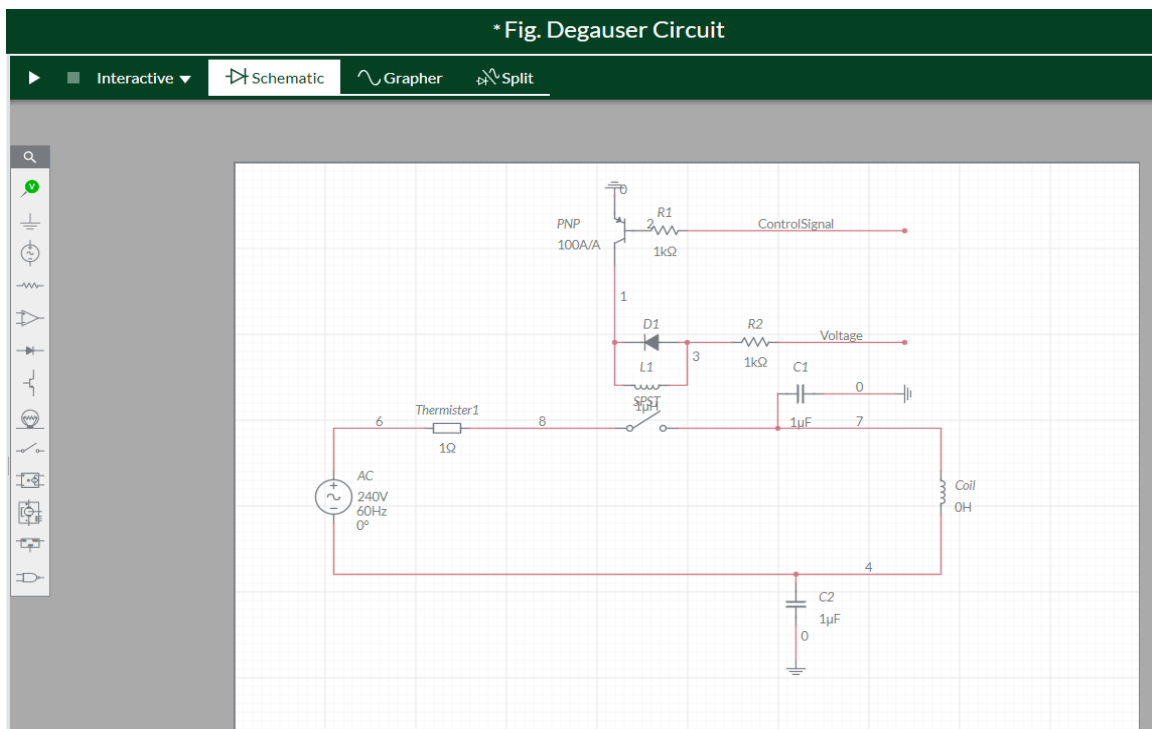 * Fig. Degauser Circuit
Interactive Schematic Grapher Split
V
0
PNP
100A/A
2
R1
1kΩ
ControlSignal
1
D1
3
R2
1kΩ
Voltage
L1
1μH
SPST
C1
1μF
0
6
Thermister1
1Ω
8
7
AC
240V
60Hz
0º
Coil
0H
4
C2
1μF
0